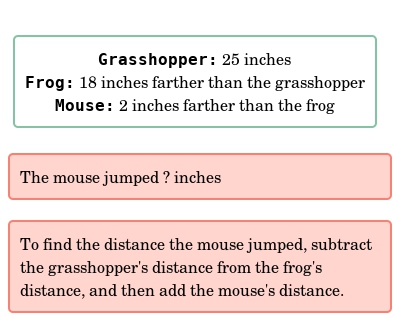 Grasshopper: 25 inches
Frog: 18 inches farther than the grasshopper
Mouse: 2 inches farther than the frog
The mouse jumped ? inches
To find the distance the mouse jumped, subtract
the grasshopper's distance from the frog's
distance, and then add the mouse's distance.